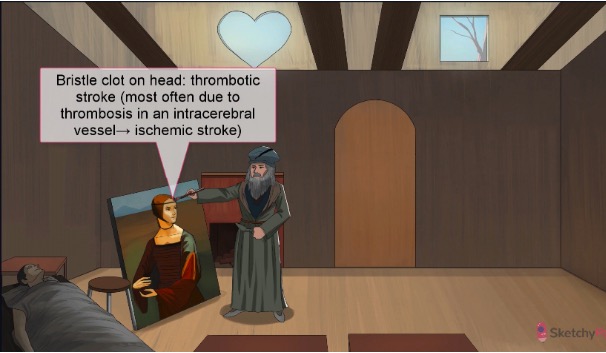 Bristle clot on head: thrombotic
stroke (most often due to
thrombosis in an intracerebral
vessel→ ischemic stroke)
Sketchy